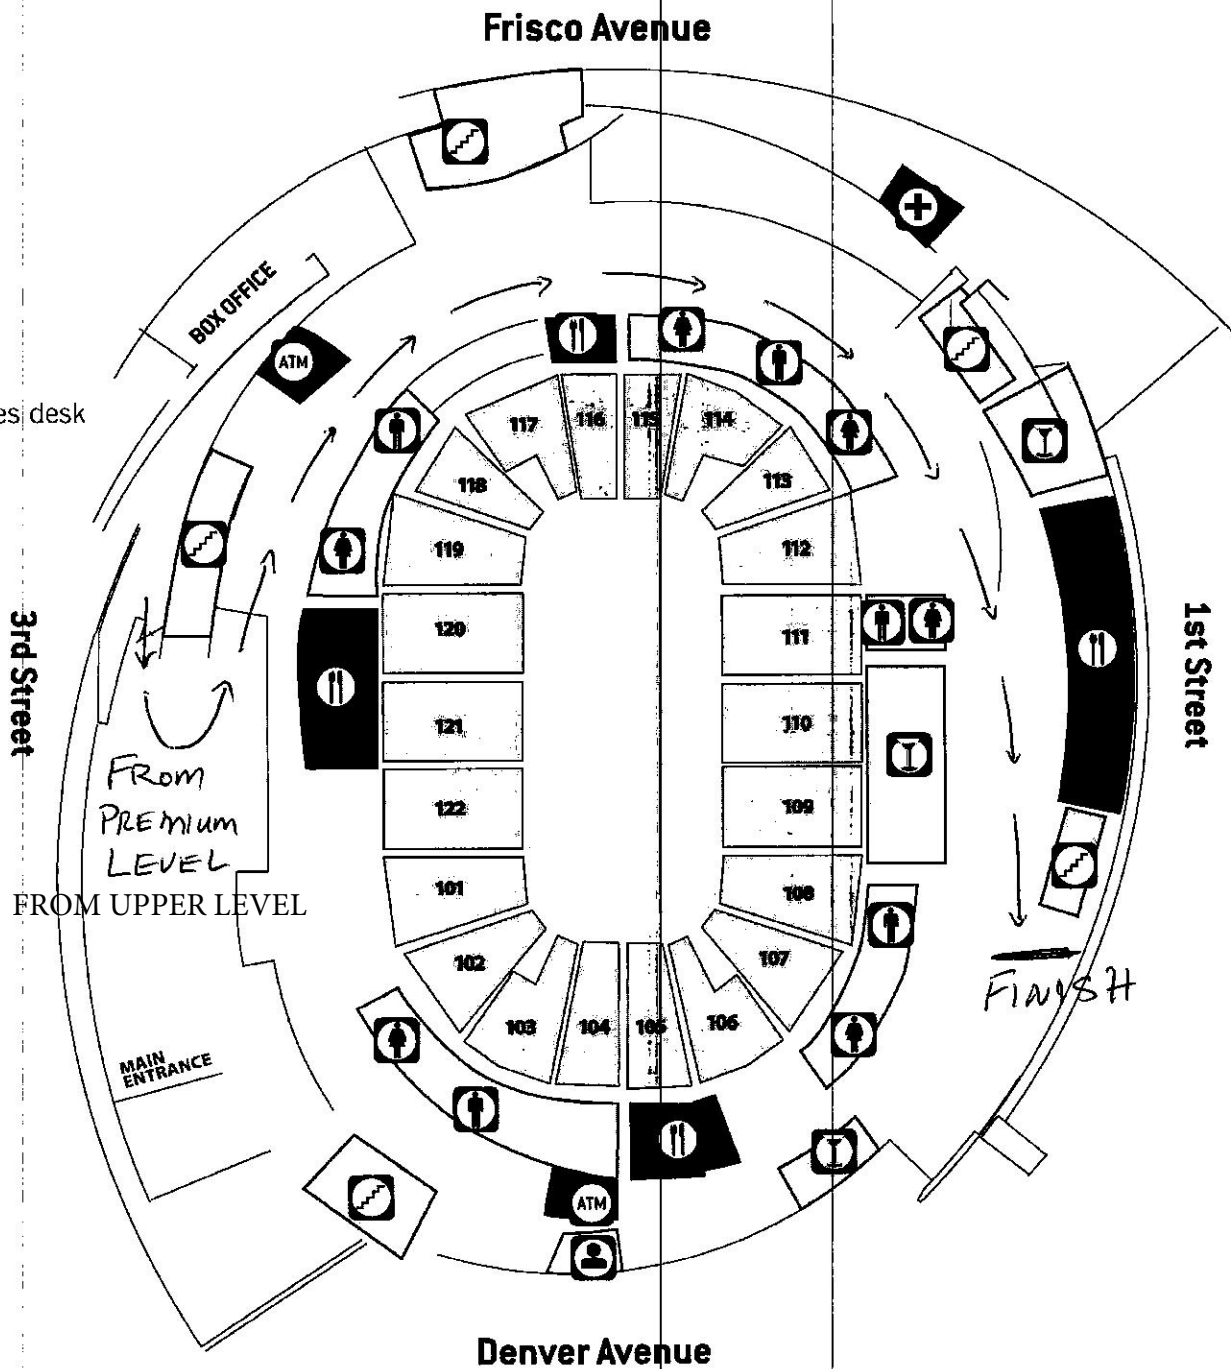 Frisco Avenue
BOX OFFICE
ATM
es desk
117
116
115
114
118
113
119
112
120
111
3rd Street
1st Street
121
110
FROM
PREMIUM
LEVEL
122
109
101
108
FROM UPPER LEVEL
102
107
FINISH
103
104
105
106
MAIN
ENTRANCE
ATM
Denver Avenue